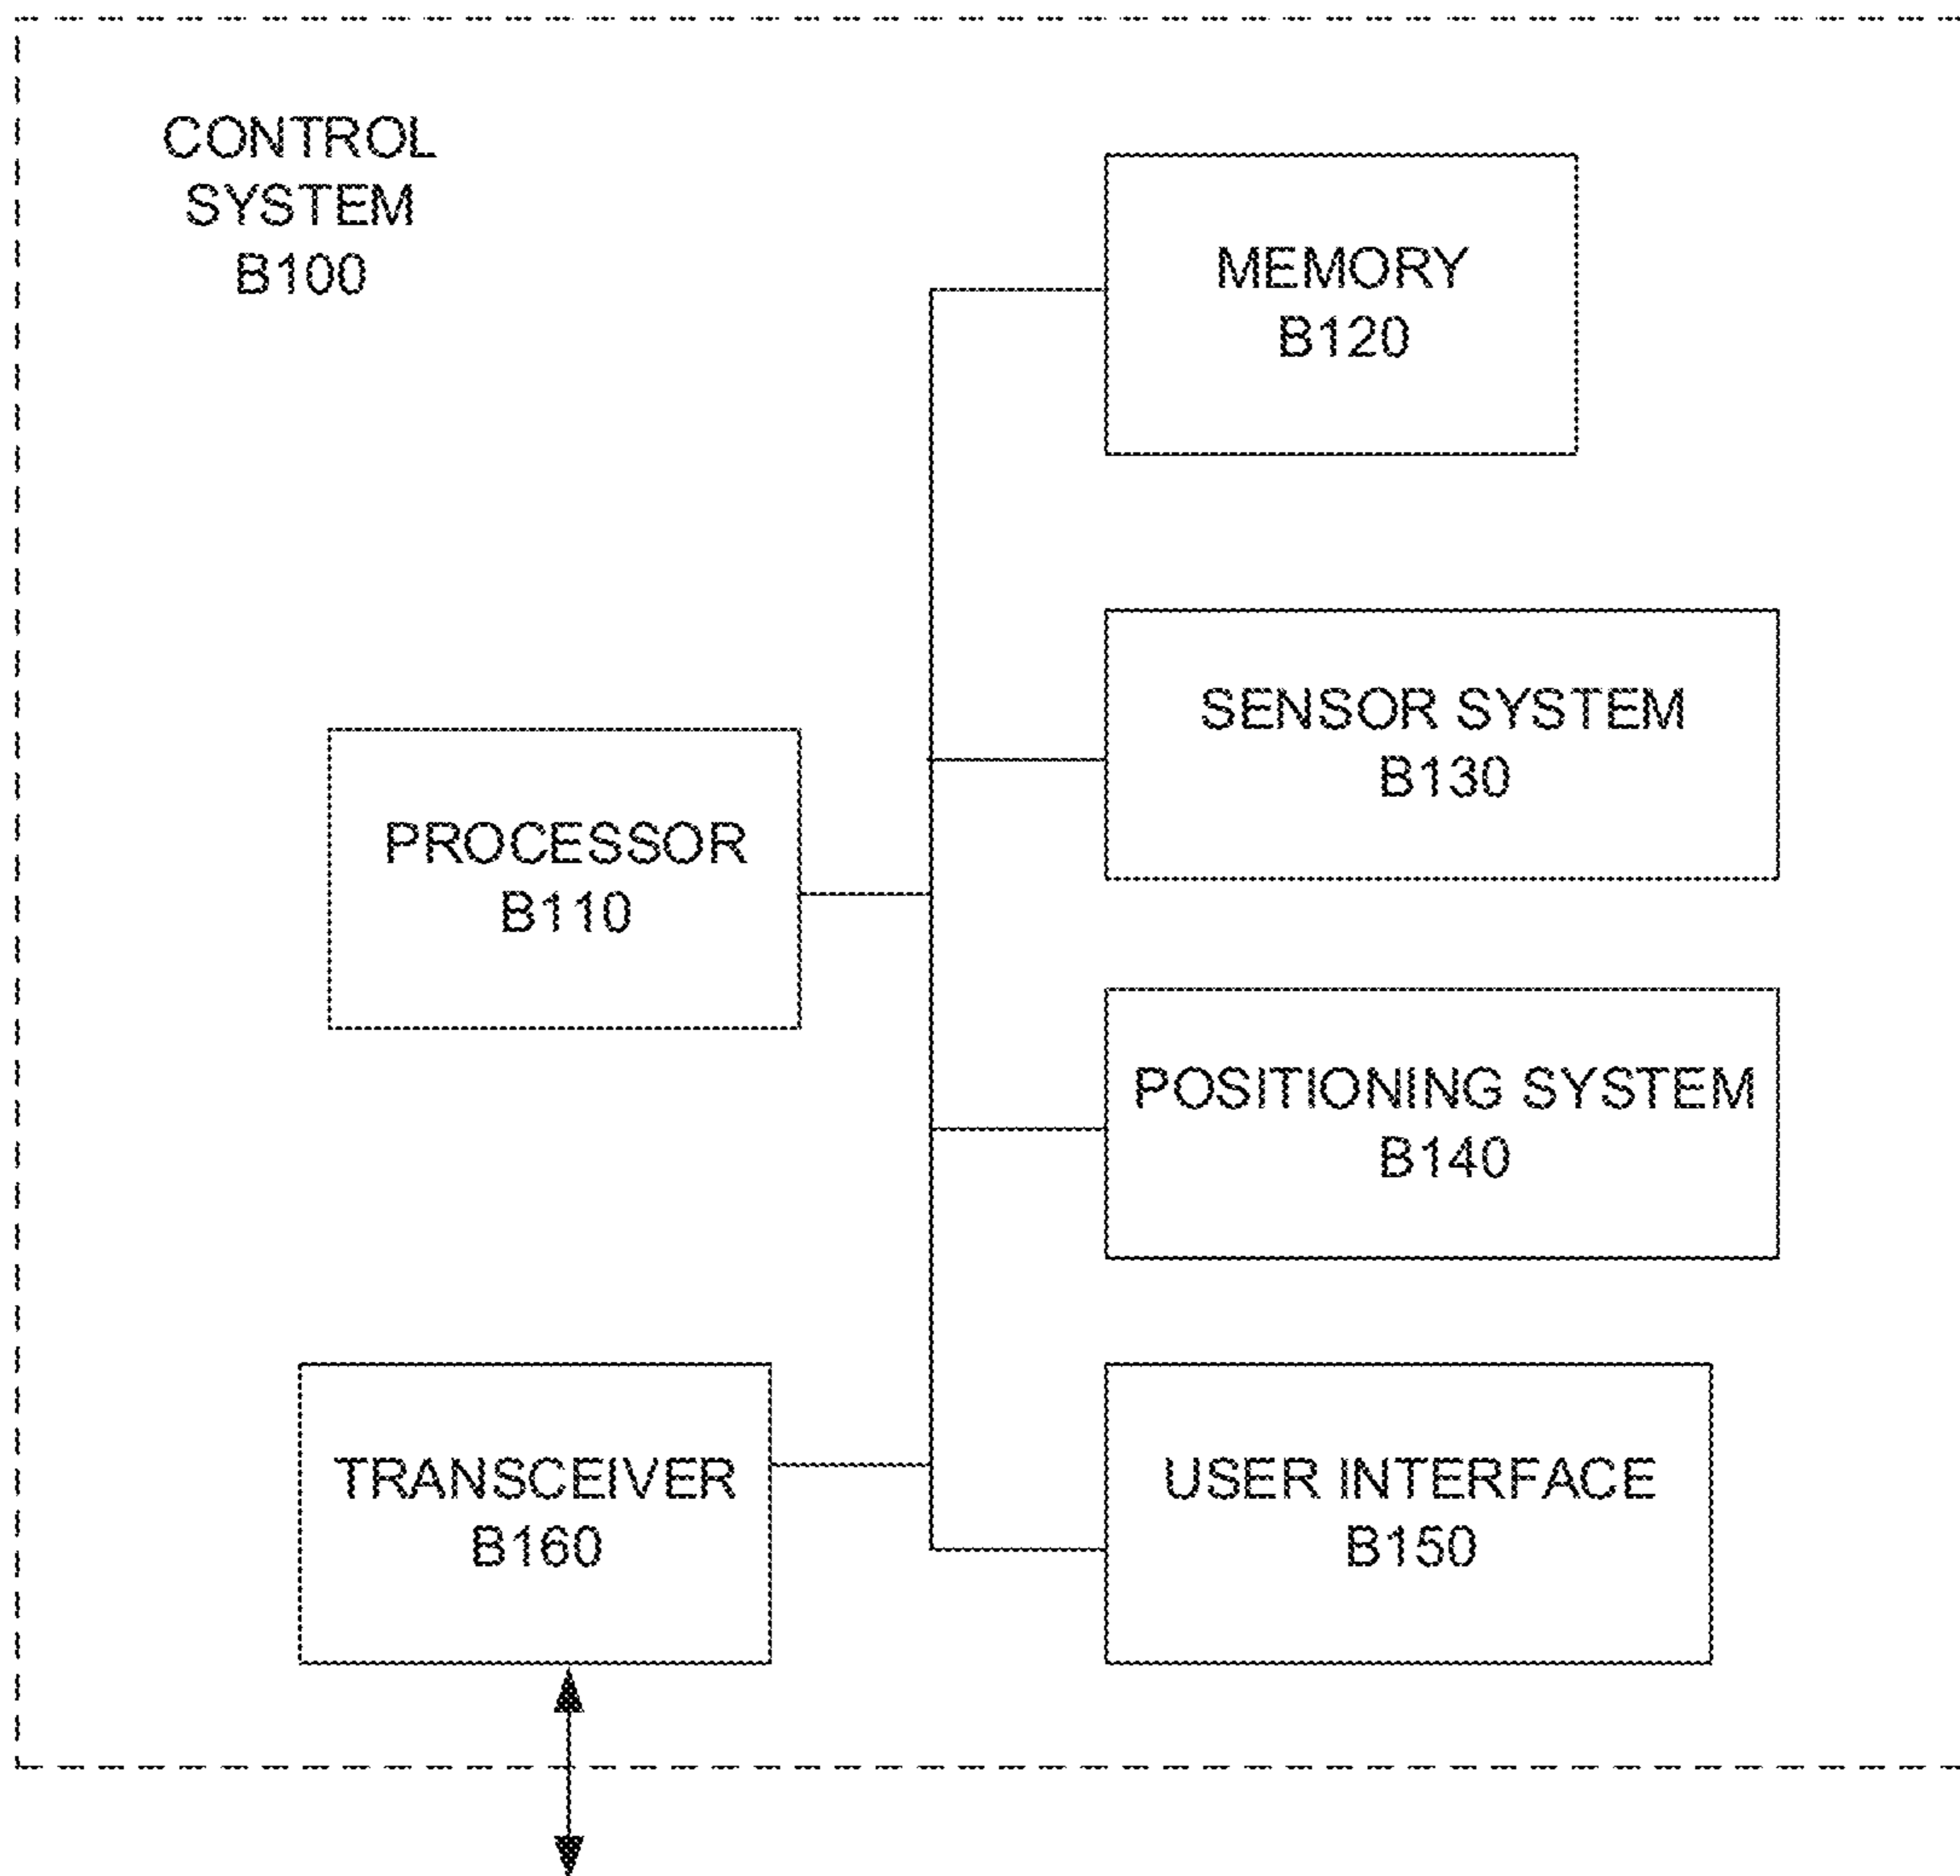 CONTROL
SYSTEM
B100
MEMORY
B120
SENSOR SYSTEM
B130
PROCESSOR
B110
POSITIONING SYSTEM
B140
TRANSCEIVER
B160
USER INTERFACE
B150